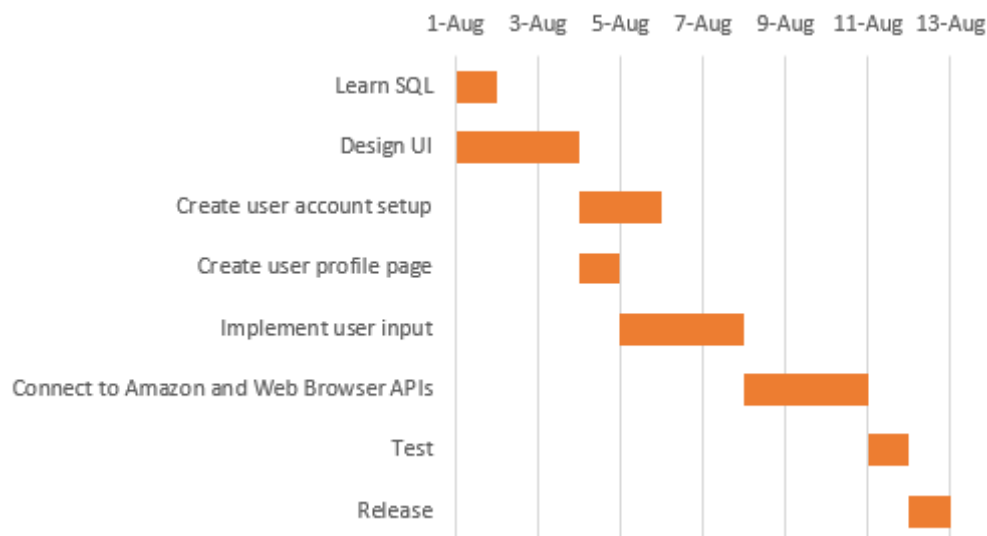 1-Aug 3-Aug 5-Aug 7-Aug 9-Aug 11-Aug 13-Aug
Learn SQL
Design UI
Create user account setup
Create user profile page
Implement user input
Connect to Amazon and Web Browser APIs
Test
Release